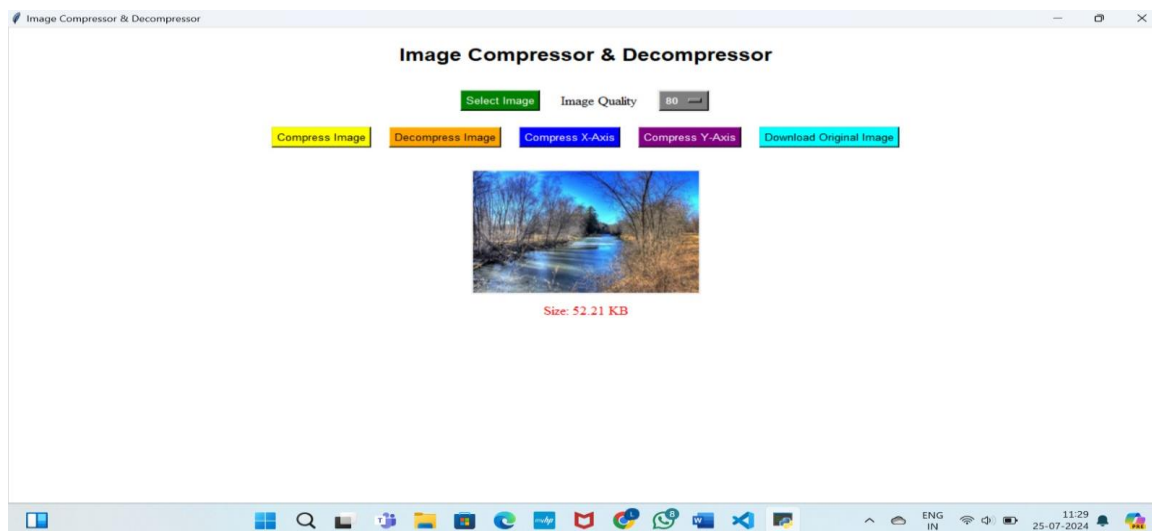 Image Compressor & Decompressor
Image Compressor & Decompressor
Select Image Image Quality 80
Compress Image Decompress Image Compress X-Axis Compress Y-Axis Download Original Image
Size: 52.21 KB
ENG 11:29
IN 25-07-2024